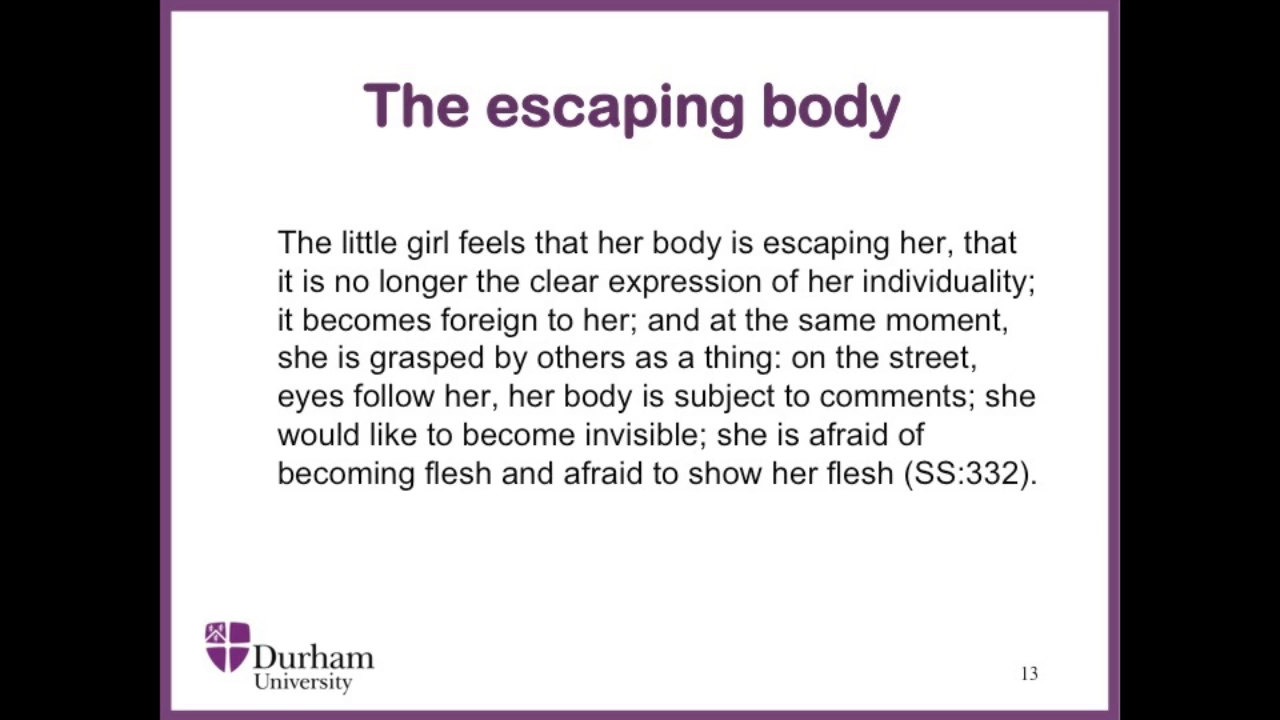 The escaping body
The little girl feels that her body is escaping her, that
it is no longer the clear expression of her individuality;
it becomes foreign to her; and at the same moment,
she is grasped by others as a thing: on the street,
eyes follow her, her body is subject to comments; she
would like to become invisible; she is afraid of
becoming flesh and afraid to show her flesh (SS:332).
Durham
University
13